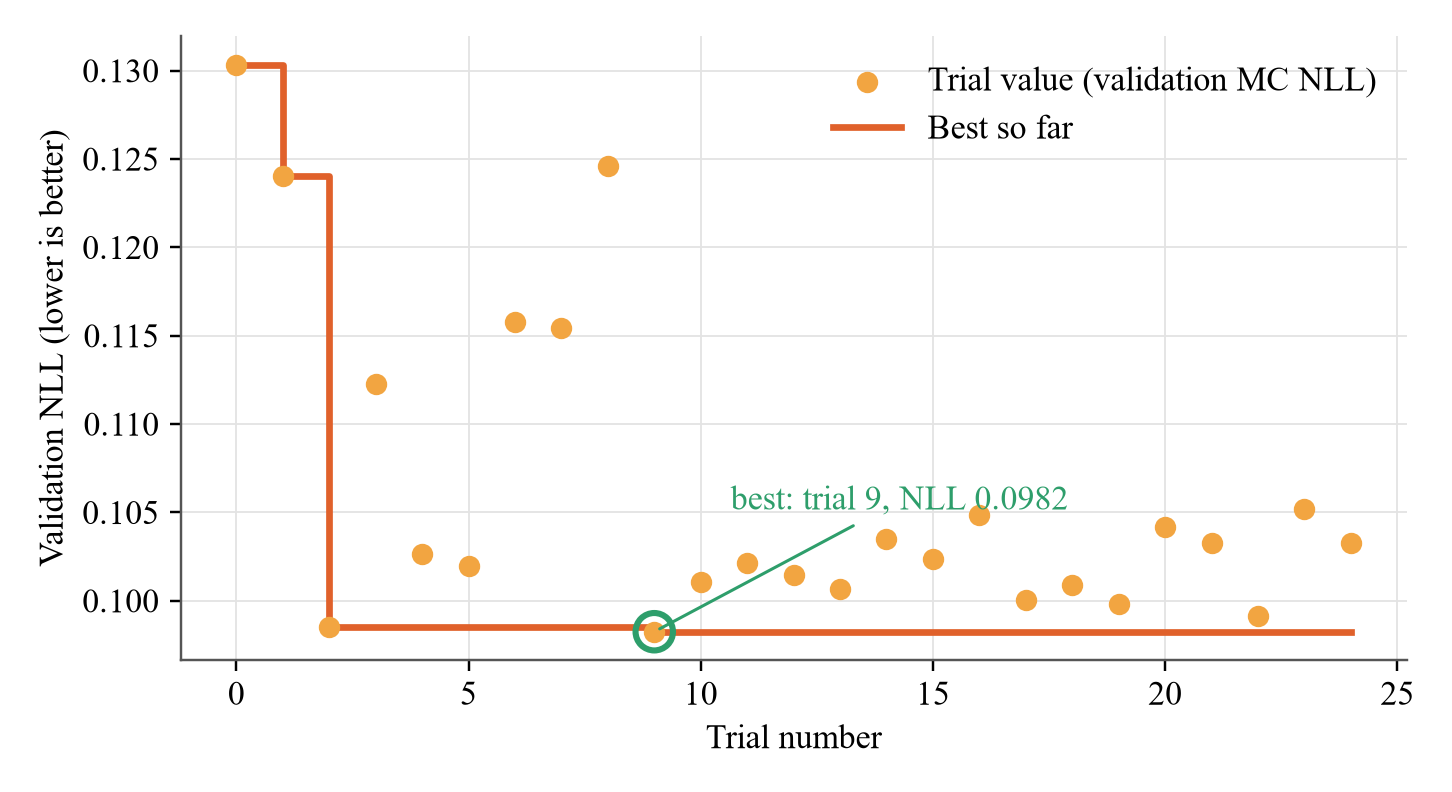 0.130
0.125
0.120
0.115
0.110
0.105
0.100
Validation NLL (lower is better)
Trial value (validation MC NLL)
Best so far
best: trial 9, NLL 0.0982
0 5 10 15 20 25
Trial number